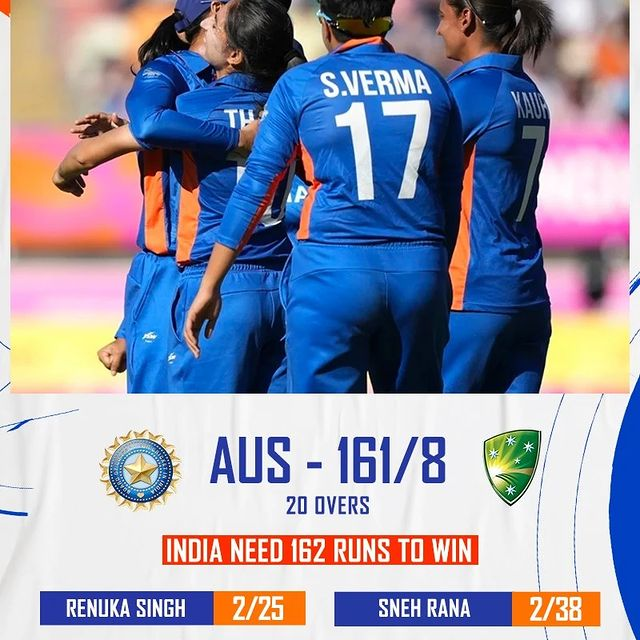 S.VERMA
17
TH
KAUR
7
AUS - 161/8
20 OVERS
INDIA NEED 162 RUNS TO WIN
RENUKA SINGH 2/25
SNEH RANA 2/38